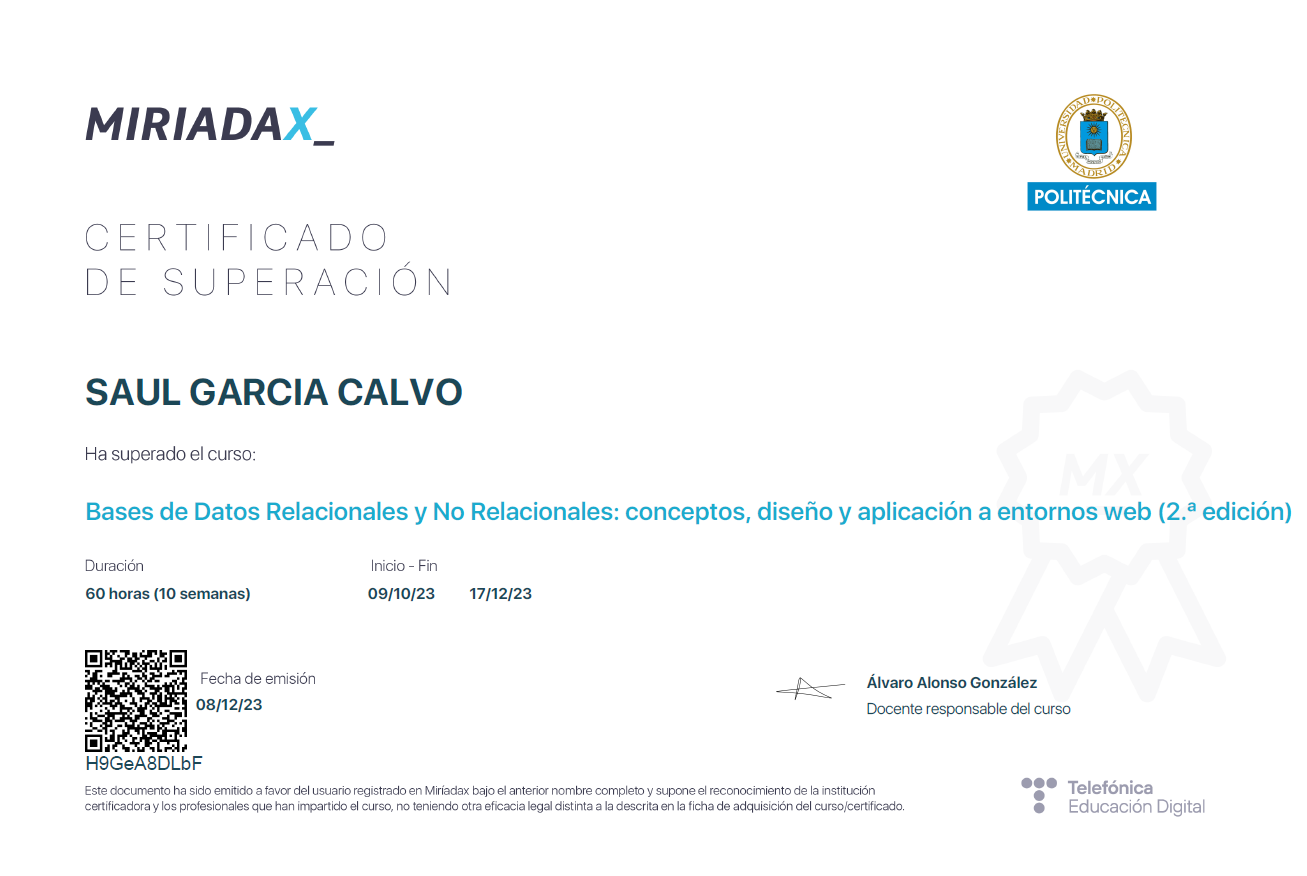 MIRIADAX_
UNIVERSIDAD POLITÉCNICA
MADRID
POLITÉCNICA
CERTIFICADO
DE SUPERACIÓN
SAUL GARCIA CALVO
Ha superado el curso:
MX
Bases de Datos Relacionales y No Relacionales: conceptos, diseño y aplicación a entornos web (2.ª edición)
Duración
Inicio - Fin
60 horas (10 semanas)
09/10/23 17/12/23
Fecha de emisión
08/12/23
Álvaro Alonso González
Docente responsable del curso
H9GeA8DLbF
Este documento ha sido emitido a favor del usuario registrado en Miríadax bajo el anterior nombre completo y supone el reconocimiento de la institución
certificadora y los profesionales que han impartido el curso, no teniendo otra eficacia legal distinta a la descrita en la ficha de adquisición del curso/certificado.
Telefónica
Educación Digital